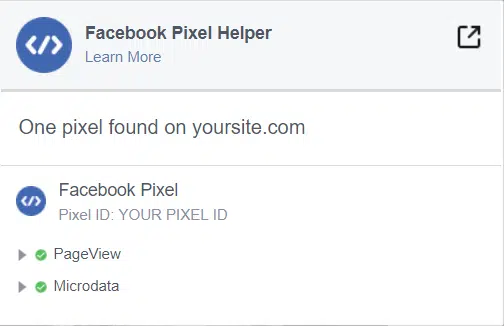 Facebook Pixel Helper
Learn More
One pixel found on yoursite.com
Facebook Pixel
Pixel ID: YOUR PIXEL ID
PageView
Microdata